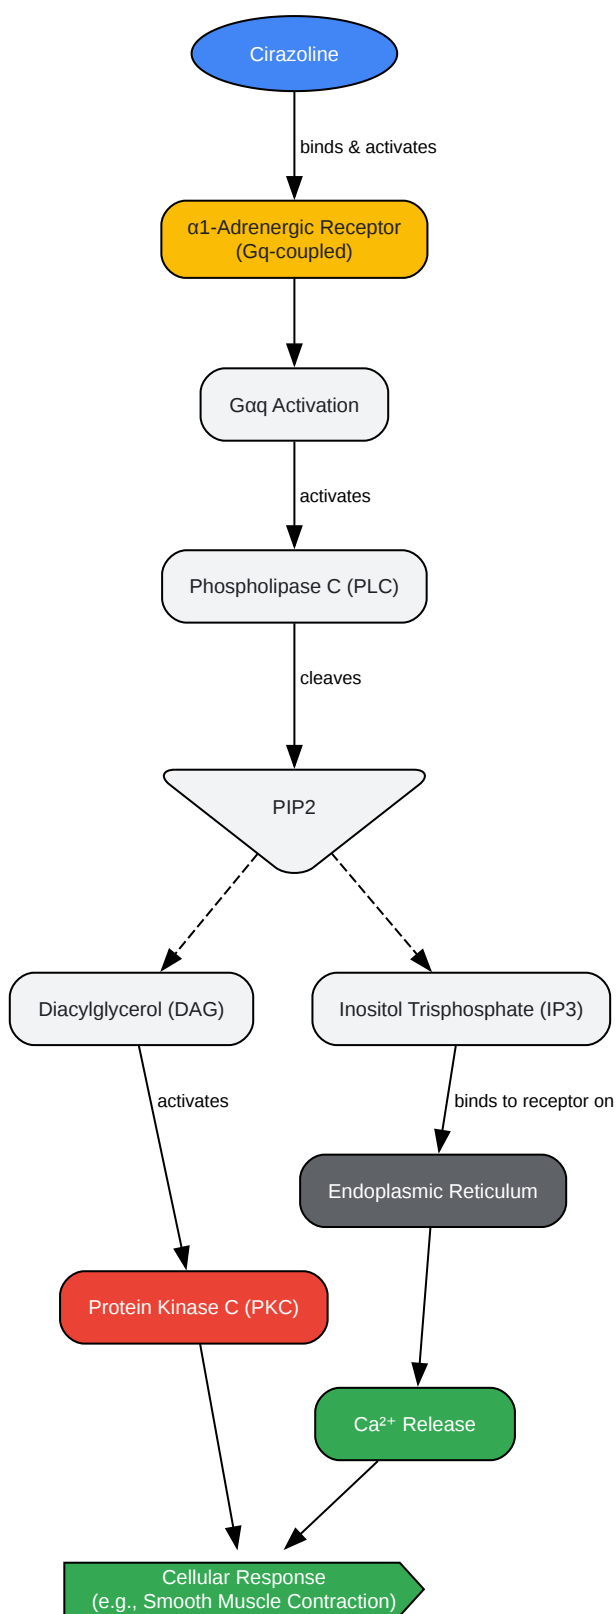 Cirazoline
binds & activates
α1-Adrenergic Receptor
(Gq-coupled)
Gαq Activation
activates
Phospholipase C (PLC)
cleaves
PIP2
Diacylglycerol (DAG)
Inositol Trisphosphate (IP3)
activates
binds to receptor on
Endoplasmic Reticulum
Protein Kinase C (PKC)
Ca²⁺ Release
Cellular Response
(e.g., Smooth Muscle Contraction)